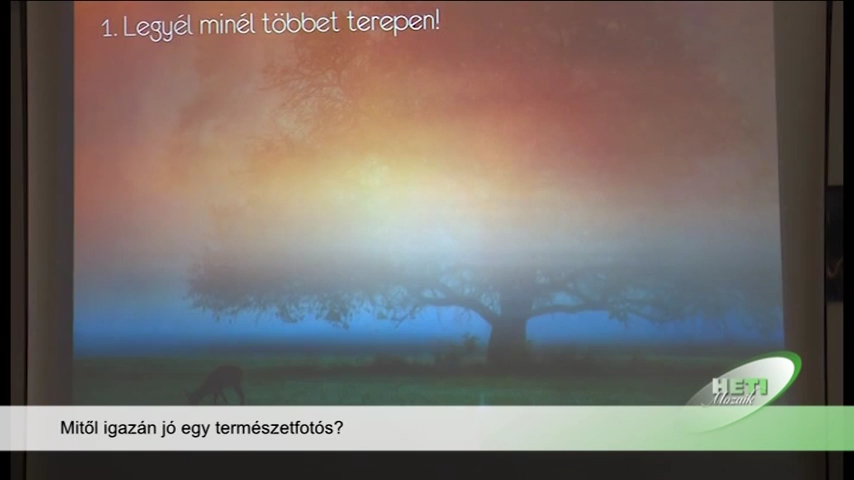 1. Legyél minél többet terepen!
HETI
Mozaik
Mitől igazán jó egy természetfotós?